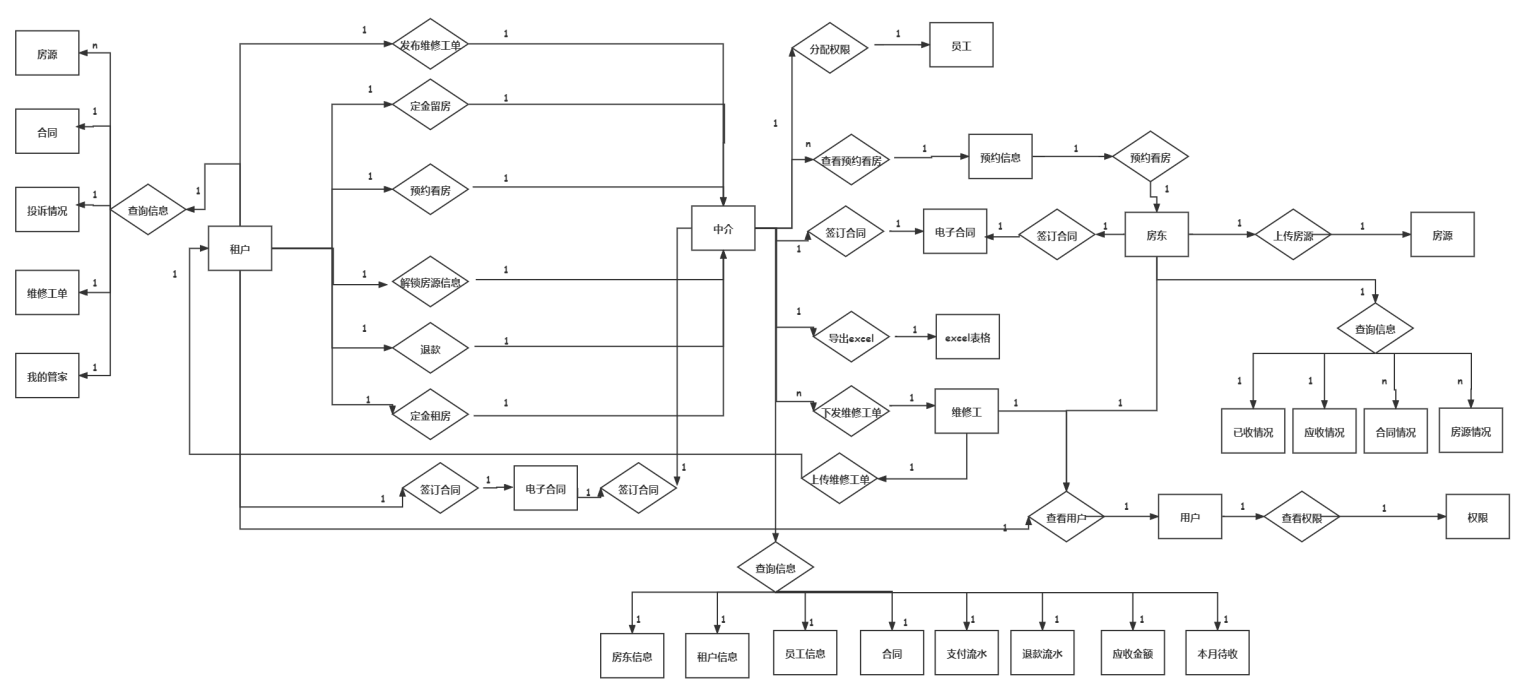 1
发布维修工单
1
分配权限
1
员工
房源
n
1
定金留房
1
合同
1
1
n
查看预约看房
1
预约信息
1
预约看房
1
预约看房
1
投诉情况
1
查询信息
1
1
租户
中介
签订合同
1
电子合同
1
签订合同
1
房东
1
上传房源
1
房源
1
维修工单
1
1
1
解锁房源信息
1
1
查询信息
1
导出excel
1
excel表格
我的管家
1
1
退款
1
1
定金租房
1
n
下发维修工单
1
维修工
1
1
1
1
n
n
已收情况
应收情况
合同情况
房源情况
1
签订合同
1
电子合同
1
签订合同
1
上传维修工单
1
1
查看用户
1
用户
1
查看权限
1
权限
查询信息
1
1
1
1
1
1
1
1
房东信息
租户信息
员工信息
合同
支付流水
退款流水
应收金额
本月待收